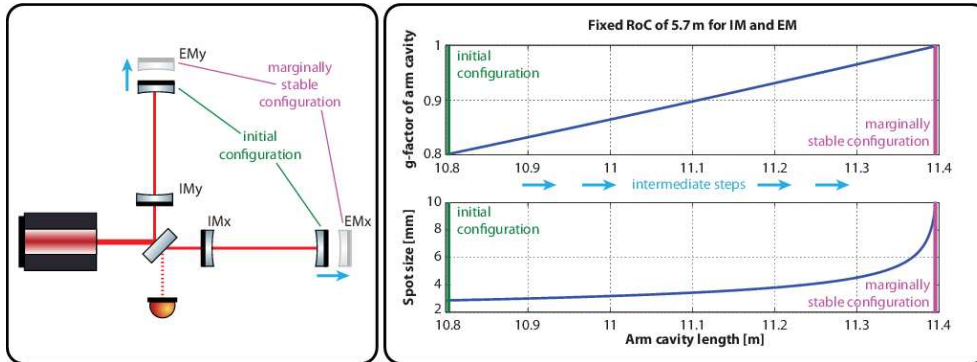 EMy
marginally
stable
configuration
initial
configuration
IMy
IMx
EMx
Fixed RoC of 5.7 m for IM and EM
g-factor of arm cavity
1
0.9
0.8
initial
configuration
marginally
stable configuration
10.8 10.9 11 11.1 11.2 11.3 11.4
intermediate steps
Spot size [mm]
10
8
6
4
2
initial
configuration
marginally
stable configuration
10.8 10.9 11 11.1 11.2 11.3 11.4
Arm cavity length [m]